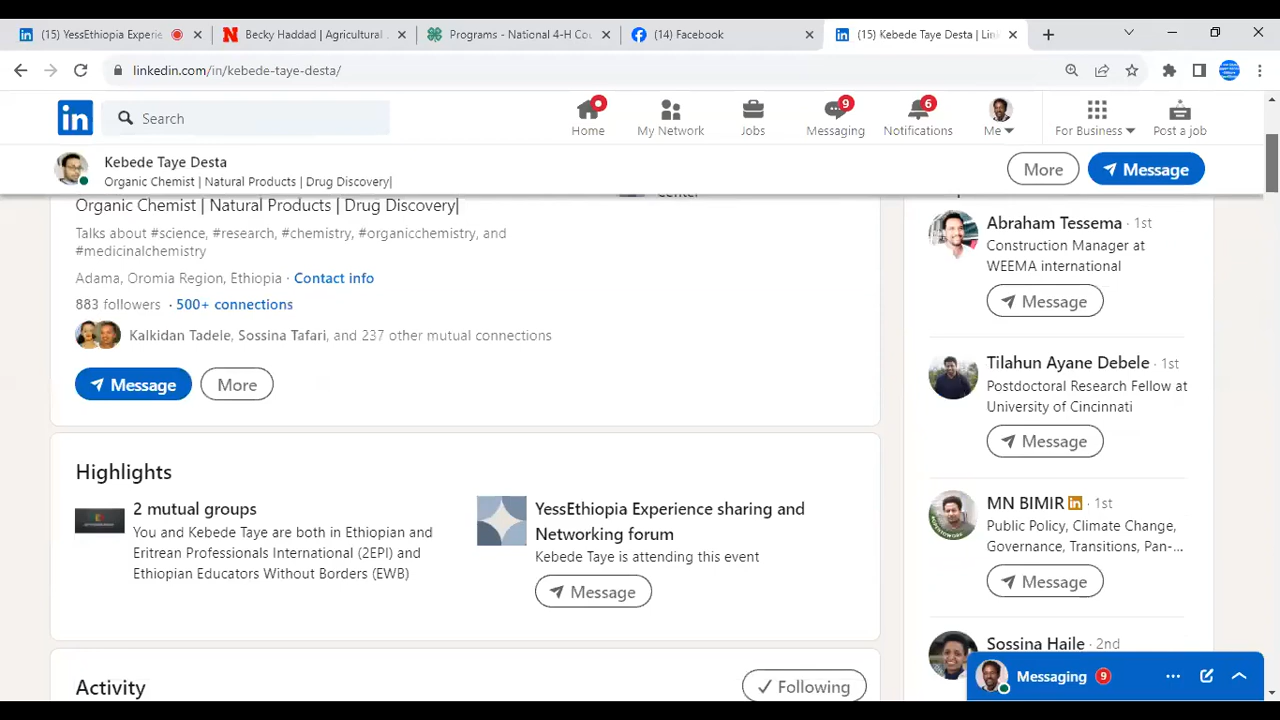 (15) YessEthiopia Experie
Becky Haddad | Agricultural
Programs - National 4-H Cou
(14) Facebook
(15) Kebede Taye Desta | Link
linkedin.com/in/kebede-taye-desta/
in
Search
Home
My Network
Jobs
9
Messaging
6
Notifications
Me
For Business
Post a job
Kebede Taye Desta
Organic Chemist | Natural Products | Drug Discovery|
More
Message
Center
Organic Chemist | Natural Products | Drug Discovery|
Talks about #science, #research, #chemistry, #organicchemistry, and
#medicinalchemistry
Adama, Oromia Region, Ethiopia · Contact info
883 followers · 500+ connections
Kalkidan Tadele, Sossina Tafari, and 237 other mutual connections
Message
More
Highlights
2 mutual groups
You and Kebede Taye are both in Ethiopian and
Eritrean Professionals International (2EPI) and
Ethiopian Educators Without Borders (EWB)
YessEthiopia Experience sharing and
Networking forum
Kebede Taye is attending this event
Message
Activity
Following
Abraham Tessema · 1st
Construction Manager at
WEEMA international
Message
Tilahun Ayane Debele · 1st
Postdoctoral Research Fellow at
University of Cincinnati
Message
MN BIMIR in · 1st
Public Policy, Climate Change,
Governance, Transitions, Pan-...
Message
Sossina Haile · 2nd
Messaging 9